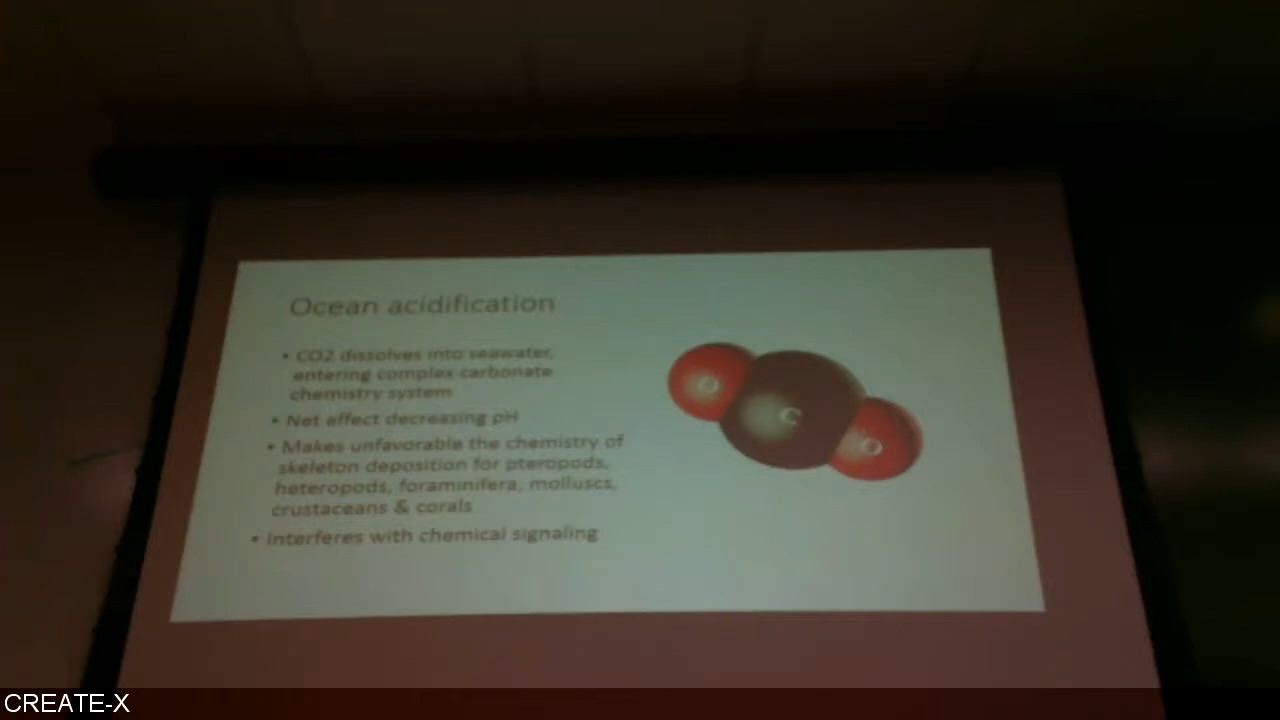 Ocean acidification
• CO2 dissolves into seawater,
entering complex carbonate
chemistry system
• Net effect decreasing pH
• Makes unfavorable the chemistry of
skeleton deposition for pteropods,
heteropods, foraminifera, molluscs,
crustaceans & corals
• Interferes with chemical signaling
O
C
O
CREATE-X